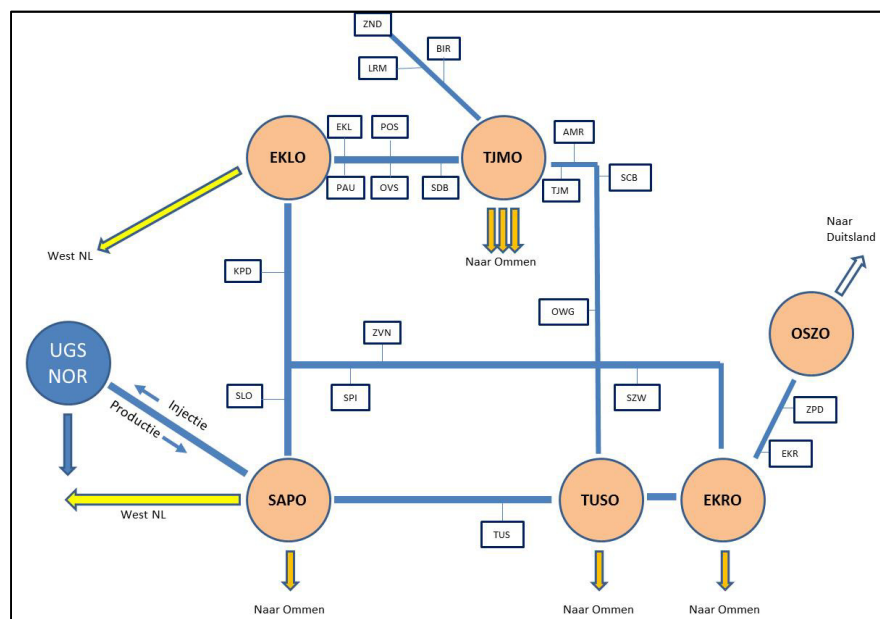 ZND
BIR
LRM
EKL
POS
AMR
EKLO
TJMO
SCB
PAU
OVS
SDB
TJM
Naar
Duitsland
West NL
Naar Ommen
KPD
OWG
OSZO
ZVN
UGS
NOR
SLO
SPI
SZW
ZPD
Injectie
Productie
EKR
SAPO
TUSO
EKRO
West NL
TUS
Naar Ommen
Naar Ommen
Naar Ommen